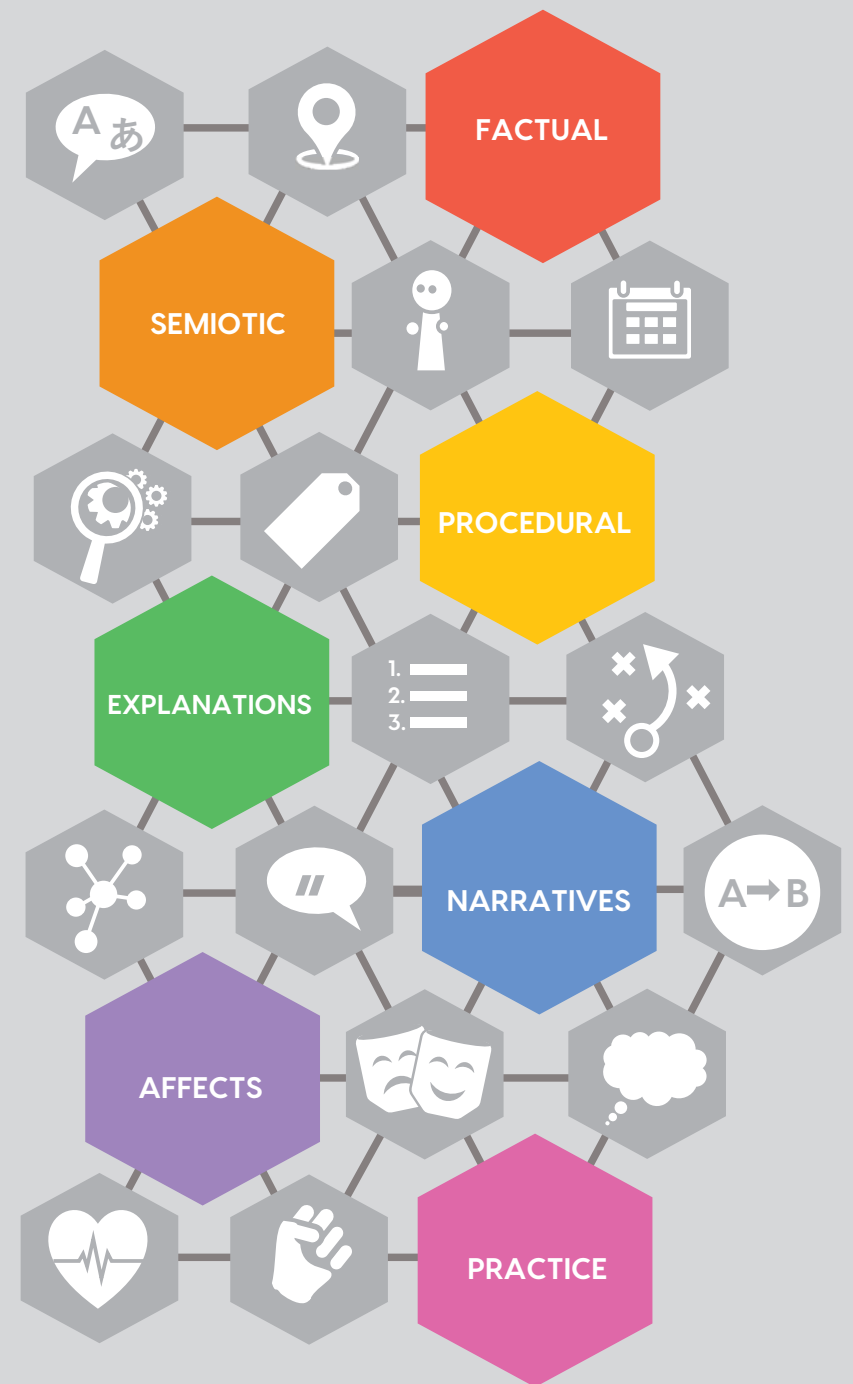 A あ
FACTUAL
SEMIOTIC
PROCEDURAL
EXPLANATIONS
1.
2.
3.
"
NARRATIVES
A→B
AFFECTS
PRACTICE